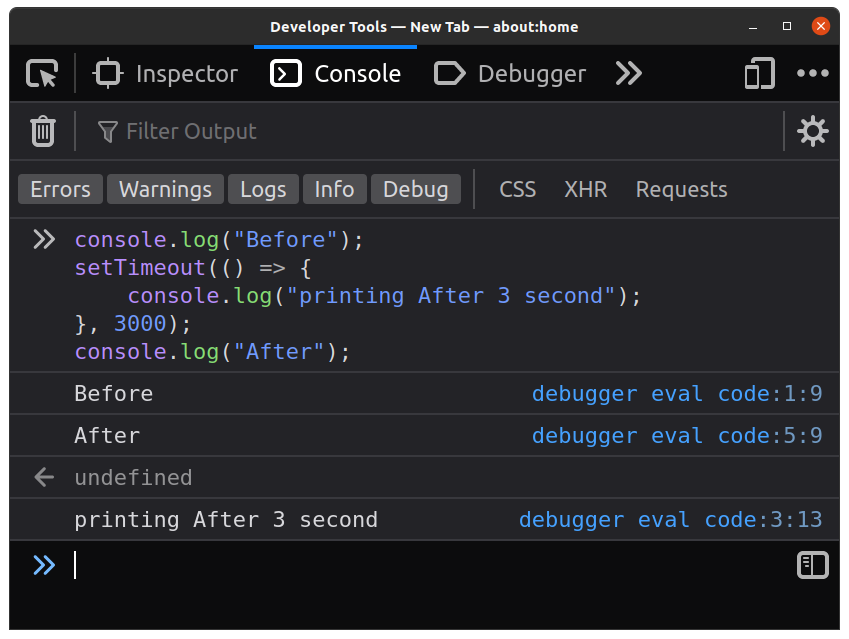 Developer Tools — New Tab — about:home
Inspector Console Debugger
Filter Output
Errors Warnings Logs Info Debug CSS XHR Requests
console.log("Before");
setTimeout(() => {
    console.log("printing After 3 second");
}, 3000);
console.log("After");
Before debugger eval code:1:9
After debugger eval code:5:9
undefined
printing After 3 second debugger eval code:3:13